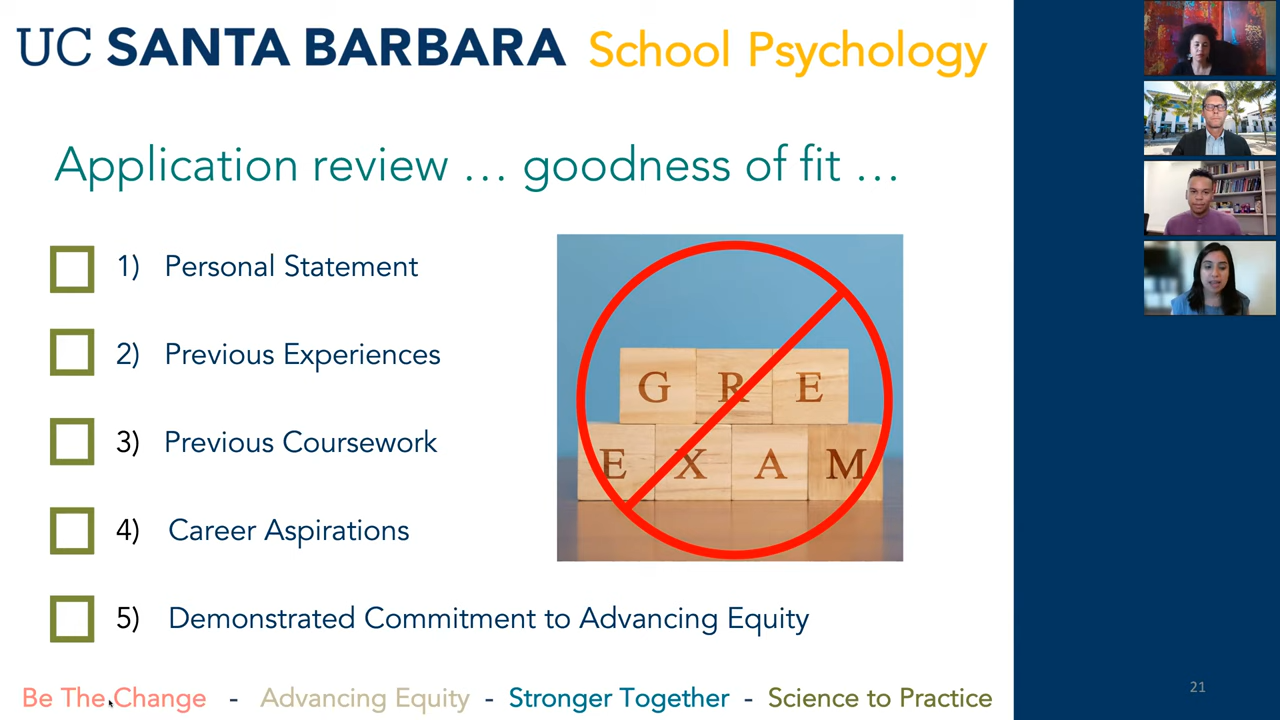 UC SANTA BARBARA School Psychology
Application review … goodness of fit …
1) Personal Statement
2) Previous Experiences
3) Previous Coursework
4) Career Aspirations
5) Demonstrated Commitment to Advancing Equity
GRE
EXAM
Be The Change - Advancing Equity - Stronger Together - Science to Practice
21